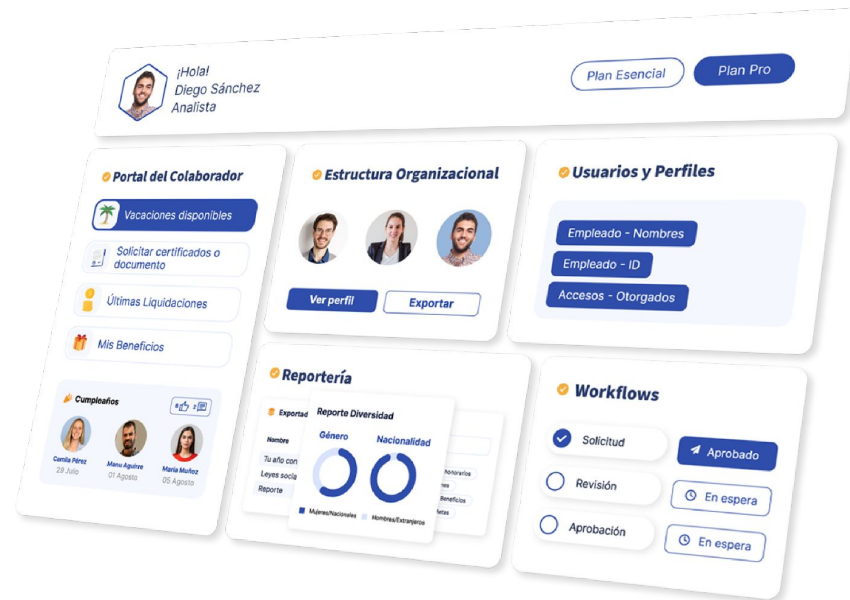 ¡Hola!
Diego Sánchez
Analista
Plan Esencial
Plan Pro
Portal del Colaborador
Vacaciones disponibles
Solicitar certificados o
documento
Últimas Liquidaciones
Mis Beneficios
Cumpleaños
Camila Pérez
29 Julio
Manu Aguirre
01 Agosto
María Muñoz
05 Agosto
Estructura Organizacional
Ver perfil
Exportar
Usuarios y Perfiles
Empleado - Nombres
Empleado - ID
Accesos - Otorgados
Reportería
Exportad
Nombre
Tu año con
Leyes socia
Reporte
Reporte Diversidad
Género
Nacionalidad
Mujeres/Nacionales
Hombres/Extranjeros
honorarios
Beneficios
Workflows
Solicitud
Aprobado
Revisión
En espera
Aprobación
En espera